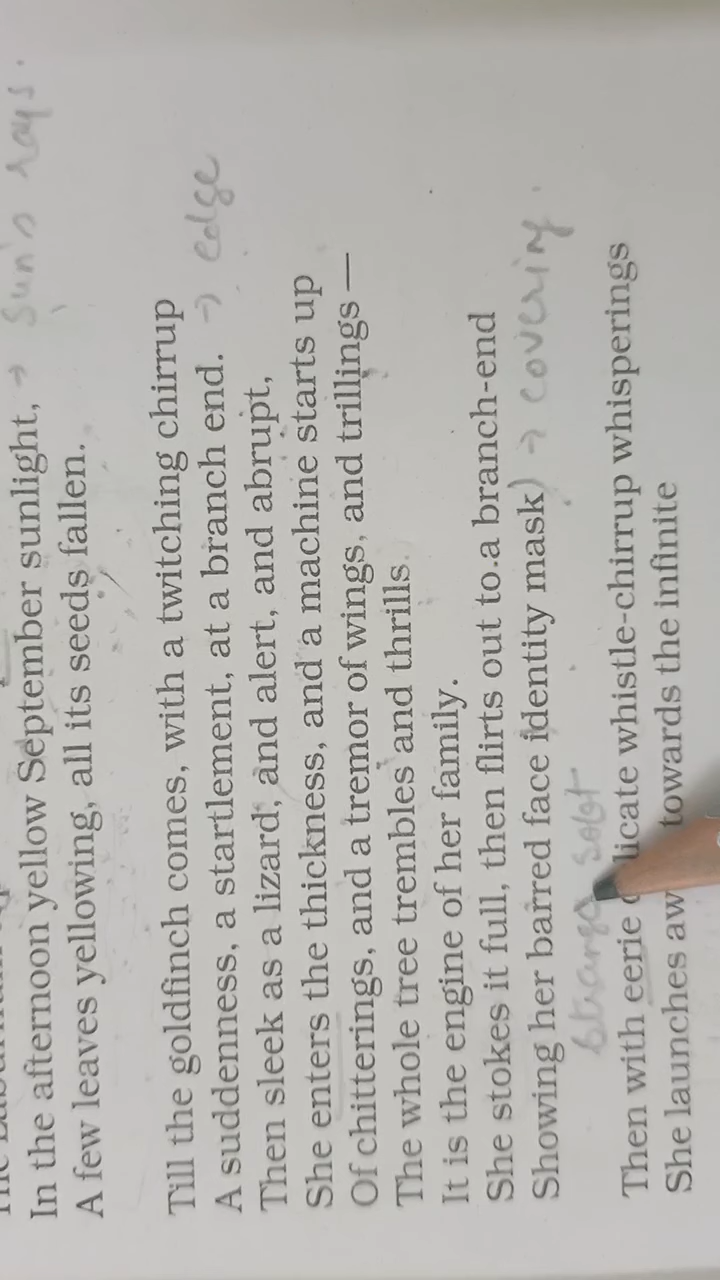 In the afternoon yellow September sunlight, → Sun's rays.
A few leaves yellowing, all its seeds fallen.
Till the goldfinch comes, with a twitching chirrup
A suddenness, a startlement, at a branch end. → edge
Then sleek as a lizard, and alert, and abrupt,
She enters the thickness, and a machine starts up
Of chitterings, and a tremor of wings, and trillings —
The whole tree trembles and thrills.
It is the engine of her family.
She stokes it full, then flirts out to a branch-end
Showing her barred face identity mask) → covering.
strange soft
Then with eerie licate whistle-chirrup whisperings
She launches aw towards the infinite